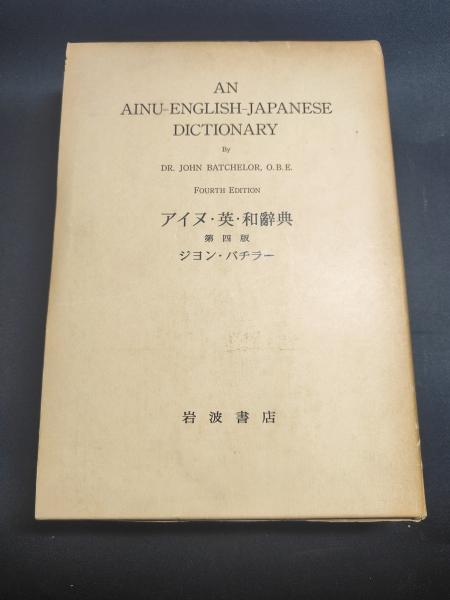 AN
AINU-ENGLISH-JAPANESE
DICTIONARY
By
DR. JOHN BATCHELOR, O.B.E.
FOURTH EDITION
アイヌ・英・和辭典
第四版
ジヨン・バチラー
岩波書店